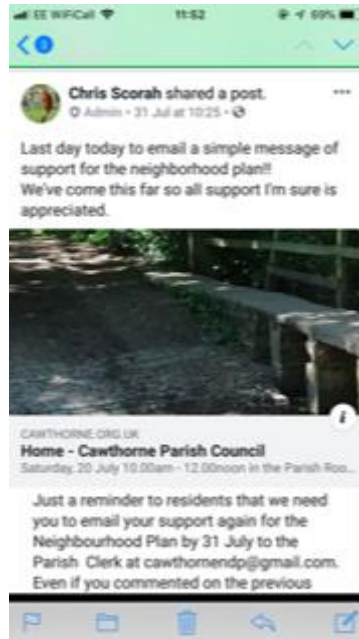 EE WiFiCall
11:52
69%
Chris Scorah shared a post.
Admin • 31 Jul at 10:25 •
Last day today to email a simple message of
support for the neighborhood plan!!
We've come this far so all support I'm sure is
appreciated.
i
CAWTHORNE.ORG.UK
Home - Cawthorne Parish Council
Saturday, 20 July 10.00am - 12.00noon in the Parish Roo...
Just a reminder to residents that we need
you to email your support again for the
Neighbourhood Plan by 31 July to the
Parish Clerk at cawthornendp@gmail.com.
Even if you commented on the previous